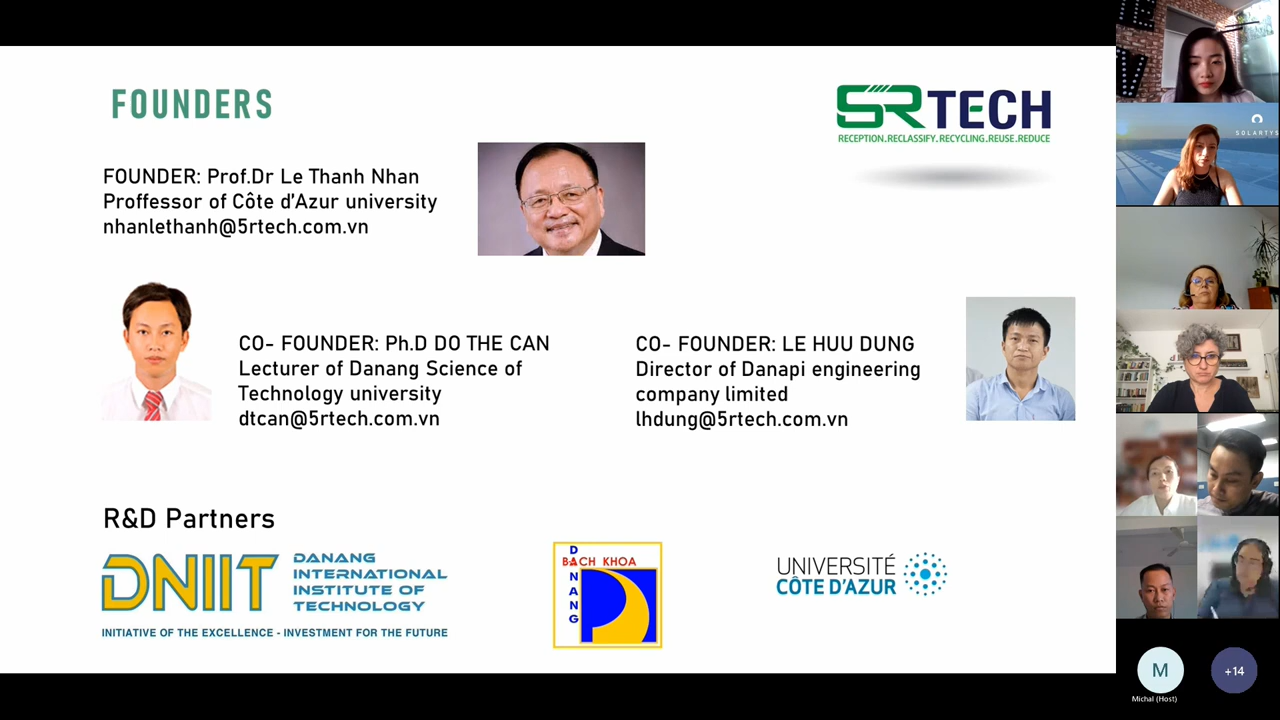 FOUNDERS
5RTECH
RECEPTION.RECLASSIFY.RECYCLING.REUSE.REDUCE
FOUNDER: Prof.Dr Le Thanh Nhan
Proffessor of Côte d'Azur university
nhanlethanh@5rtech.com.vn
CO- FOUNDER: Ph.D DO THE CAN
Lecturer of Danang Science of
Technology university
dtcan@5rtech.com.vn
CO- FOUNDER: LE HUU DUNG
Director of Danapi engineering
company limited
lhdung@5rtech.com.vn
R&D Partners
DNIIT
DANANG
INTERNATIONAL
INSTITUTE OF
TECHNOLOGY
INITIATIVE OF THE EXCELLENCE - INVESTMENT FOR THE FUTURE
BACH KHOA
DANANG
UNIVERSITÉ
CÔTE D'AZUR
SOLARTYS
M
Michal (Host)
+14